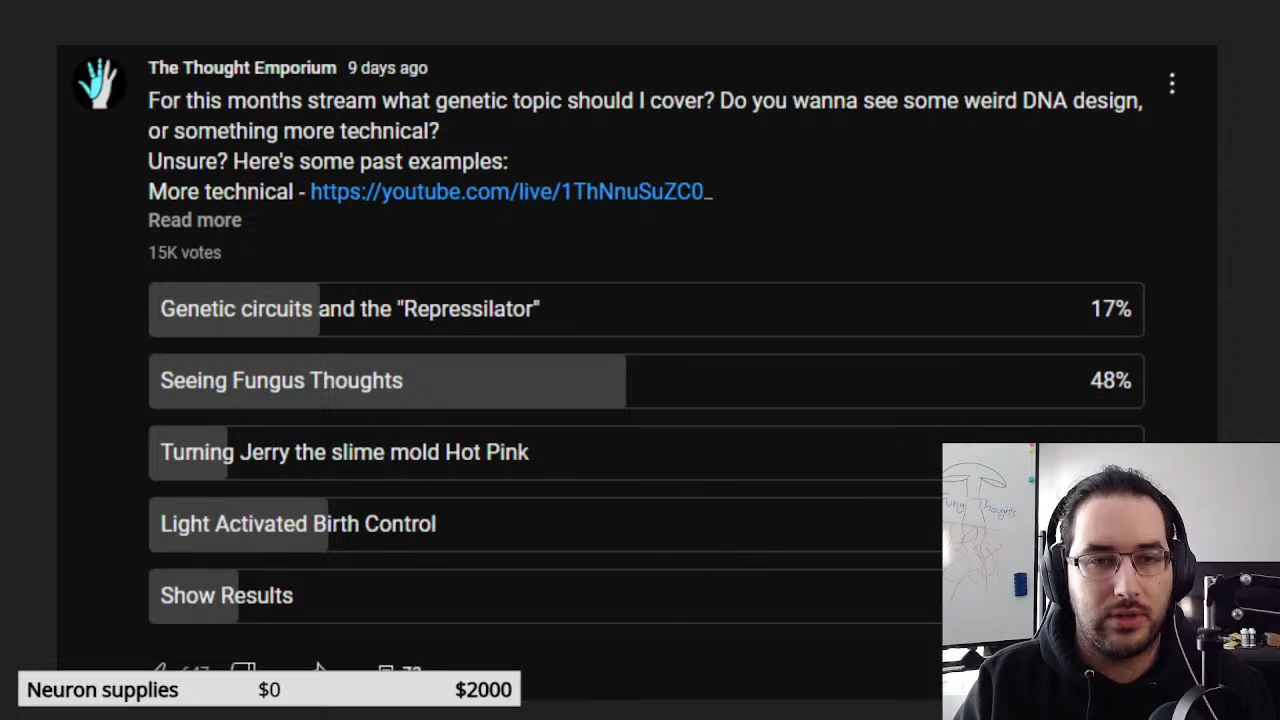 The Thought Emporium 9 days ago
For this months stream what genetic topic should I cover? Do you wanna see some weird DNA design,
or something more technical?
Unsure? Here's some past examples:
More technical - https://youtube.com/live/1ThNnuSuZC0...
Read more
15K votes
Genetic circuits and the "Repressilator" 17%
Seeing Fungus Thoughts 48%
Turning Jerry the slime mold Hot Pink
Light Activated Birth Control
Show Results
Fungi Thoughts
Neuron supplies $0 $2000